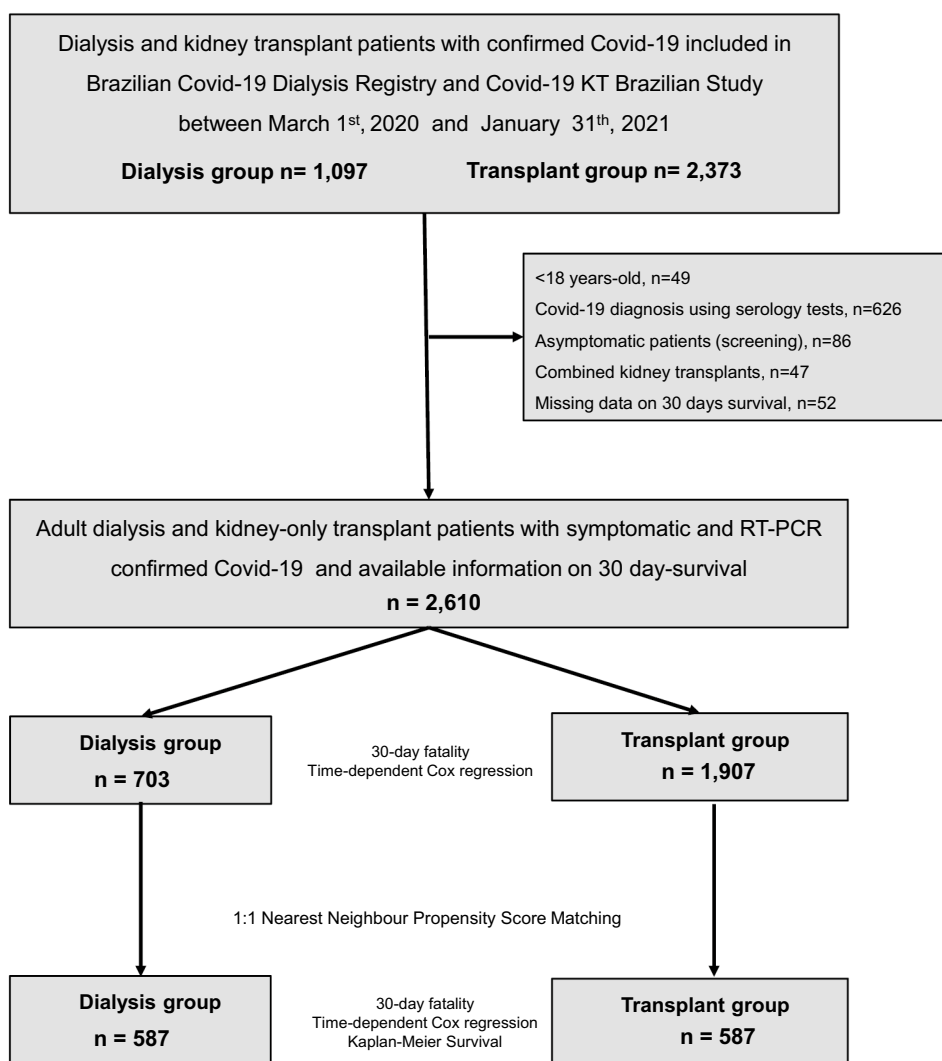 Dialysis and kidney transplant patients with confirmed Covid-19 included in
Brazilian Covid-19 Dialysis Registry and Covid-19 KT Brazilian Study
between March 1st, 2020 and January 31th, 2021
Dialysis group n= 1,097 Transplant group n= 2,373
<18 years-old, n=49
Covid-19 diagnosis using serology tests, n=626
Asymptomatic patients (screening), n=86
Combined kidney transplants, n=47
Missing data on 30 days survival, n=52
Adult dialysis and kidney-only transplant patients with symptomatic and RT-PCR
confirmed Covid-19 and available information on 30 day-survival
n = 2,610
Dialysis group
n = 703
30-day fatality
Time-dependent Cox regression
Transplant group
n = 1,907
1:1 Nearest Neighbour Propensity Score Matching
Dialysis group
n = 587
30-day fatality
Time-dependent Cox regression
Kaplan-Meier Survival
Transplant group
n = 587